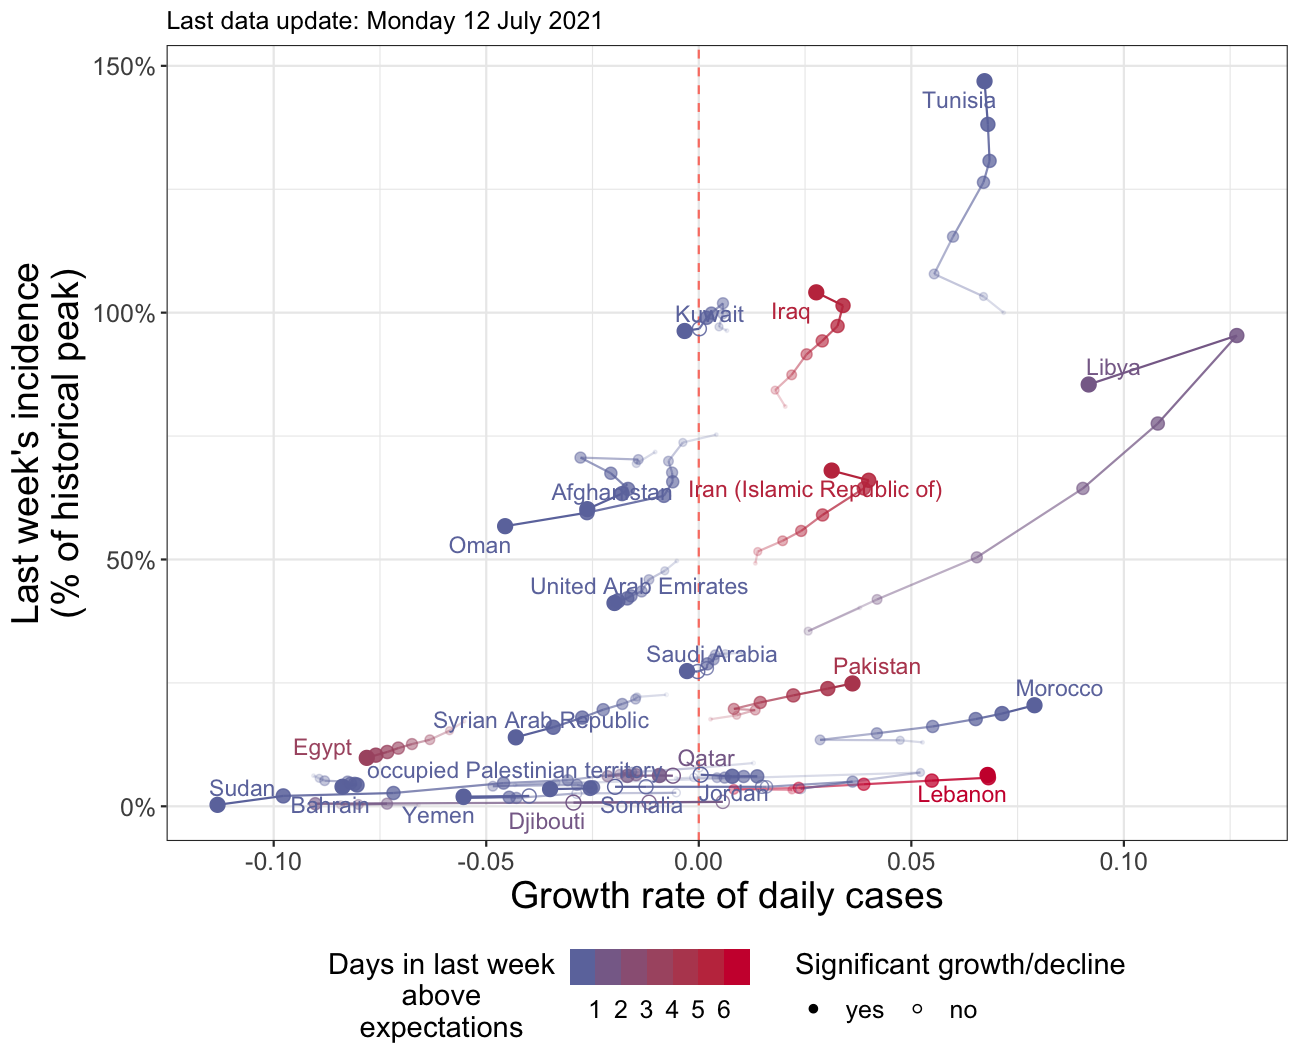 Last data update: Monday 12 July 2021
Last week's incidence
(% of historical peak)
150%
100%
50%
0%
Tunisia
Kuwait
Iraq
Libya
Afghanistan
Iran (Islamic Republic of)
Oman
United Arab Emirates
Saudi Arabia
Pakistan
Morocco
Syrian Arab Republic
Egypt
Qatar
occupied Palestinian territory
Sudan
Jordan
Lebanon
Bahrain
Somalia
Yemen
Djibouti
-0.10
-0.05
0.00
0.05
0.10
Growth rate of daily cases
Days in last week
above
expectations
1 2 3 4 5 6
Significant growth/decline
yes
no